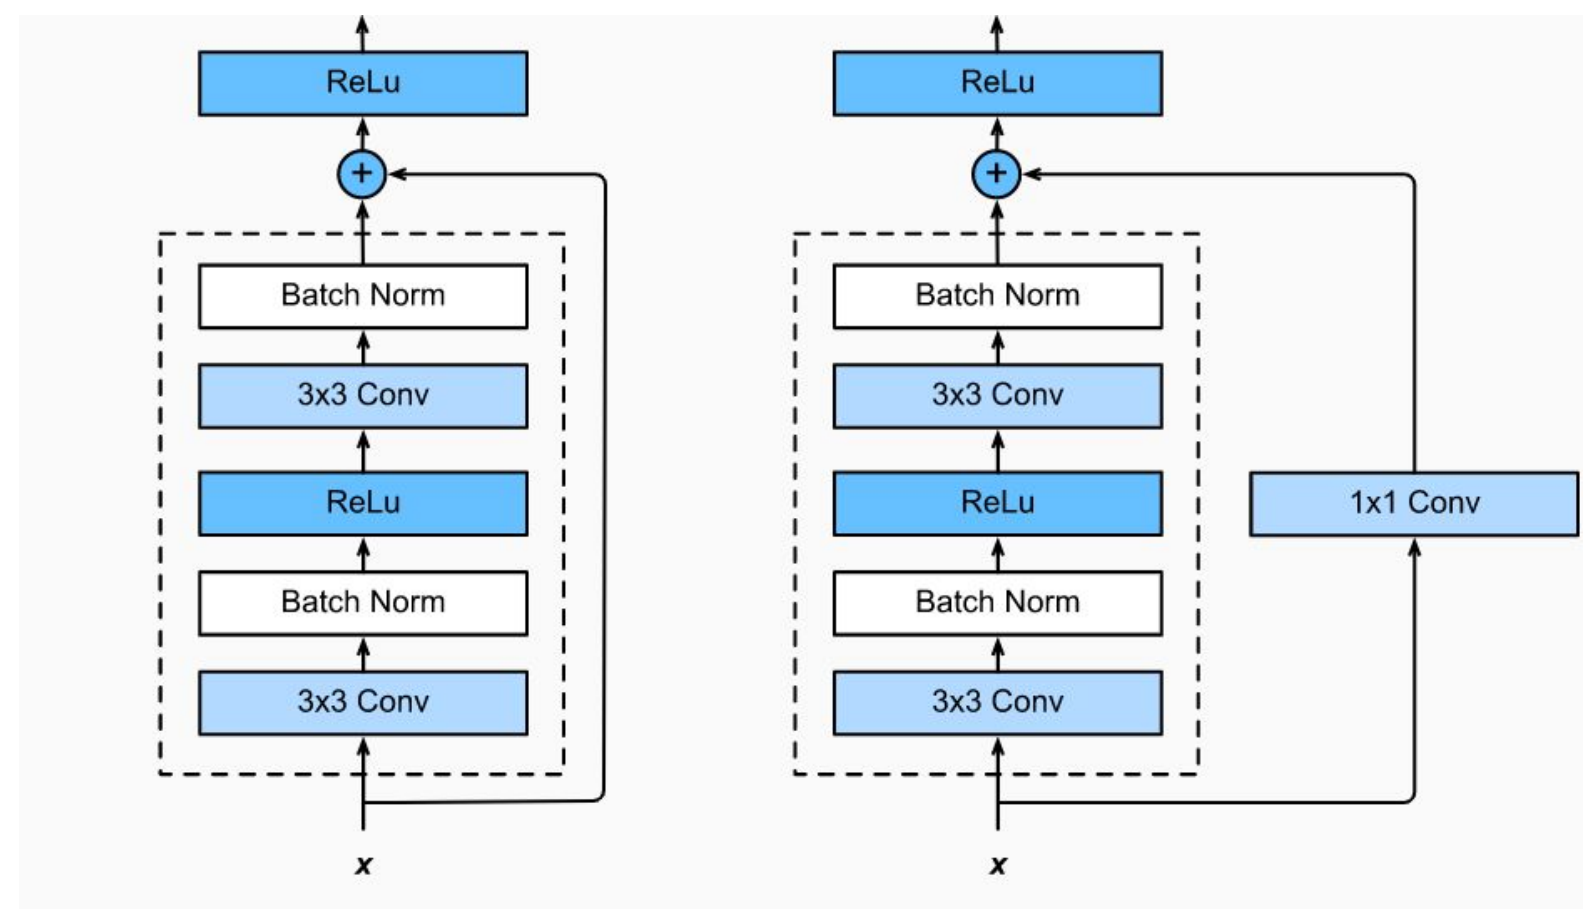 ReLu
+
Batch Norm
3x3 Conv
ReLu
Batch Norm
3x3 Conv
x
ReLu
+
Batch Norm
3x3 Conv
ReLu
Batch Norm
3x3 Conv
x
1x1 Conv